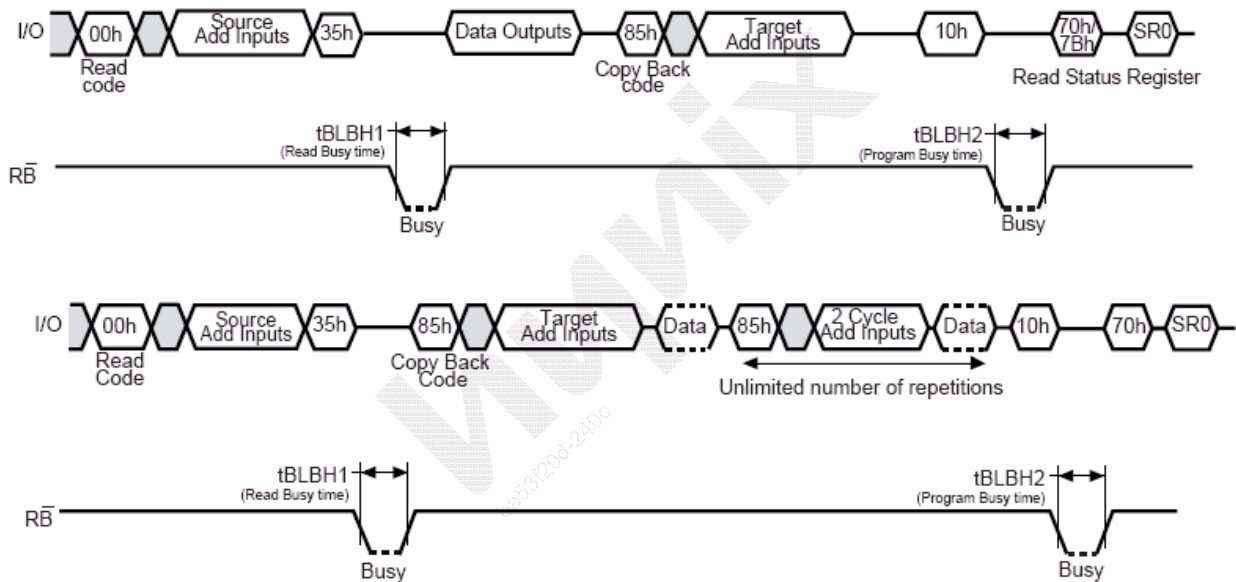 I/O 00h Source Add Inputs 35h Data Outputs 85h Target Add Inputs 10h 70h/7Bh SR0
Read code
Copy Back code
Read Status Register
tBLBH1
(Read Busy time)
tBLBH2
(Program Busy time)
RB
Busy
Busy
I/O 00h Source Add Inputs 35h 85h Target Add Inputs Data 85h 2 Cycle Add Inputs Data 10h 70h SR0
Read Code
Copy Back Code
Unlimited number of repetitions
tBLBH1
(Read Busy time)
tBLBH2
(Program Busy time)
RB
Busy
Busy